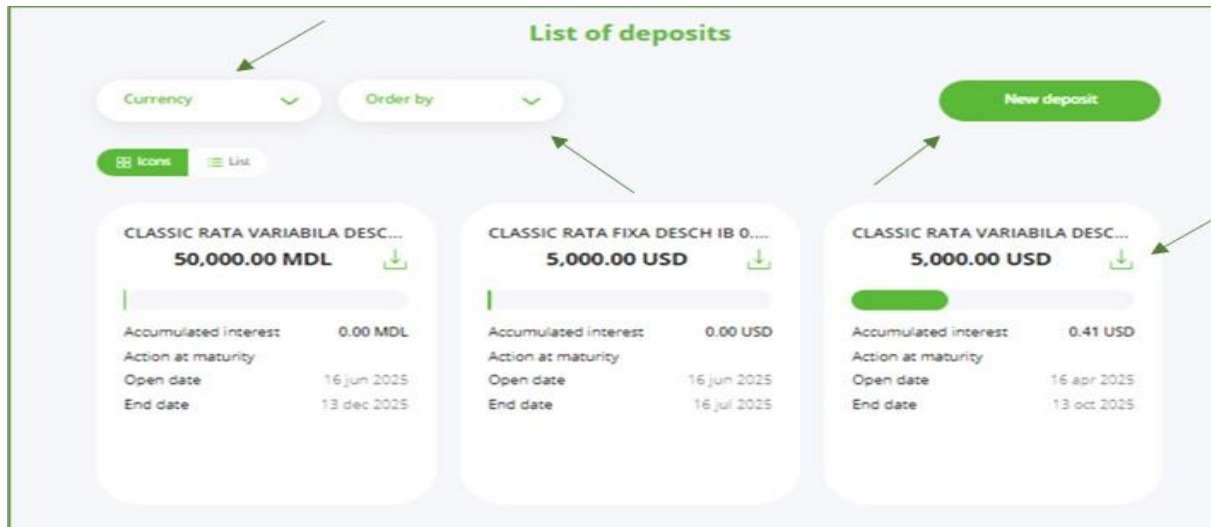 List of deposits
Currency Order by New deposit
Icons List
CLASSIC RATA VARIABILA DESC...
50,000.00 MDL
Accumulated interest 0.00 MDL
Action at maturity
Open date 16 jun 2025
End date 13 dec 2025
CLASSIC RATA FIXA DESCH IB 0....
5,000.00 USD
Accumulated interest 0.00 USD
Action at maturity
Open date 16 jun 2025
End date 16 jul 2025
CLASSIC RATA VARIABILA DESC...
5,000.00 USD
Accumulated interest 0.41 USD
Action at maturity
Open date 16 apr 2025
End date 13 oct 2025